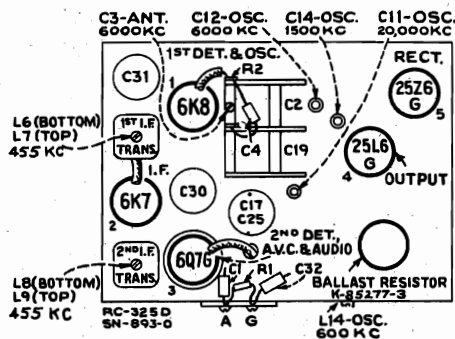 C3-ANT.
6000KC
C12-OSC.
6000 KC
C14-OSC.
1500 KC
C11-OSC.
20,000KC
1ST DET. & OSC.
R2
RECT.
C31
1
6K8
C2
25Z6
G
5
L6 (BOTTOM)
L7 (TOP)
455 KC
1ST I.F.
TRANS.
C4
C19
25L6
G
4
OUTPUT
I.F.
6K7
2
C30
C17
C25
2ND DET.,
A.V.C. & AUDIO
2ND I.F.
TRANS.
6Q7G
3
L8 (BOTTOM)
L9 (TOP)
455 KC
C1
R1
C32
BALLAST RESISTOR
K-85277-3
RC-325D
SN-893-0
A
G
L14-OSC.
600 KC